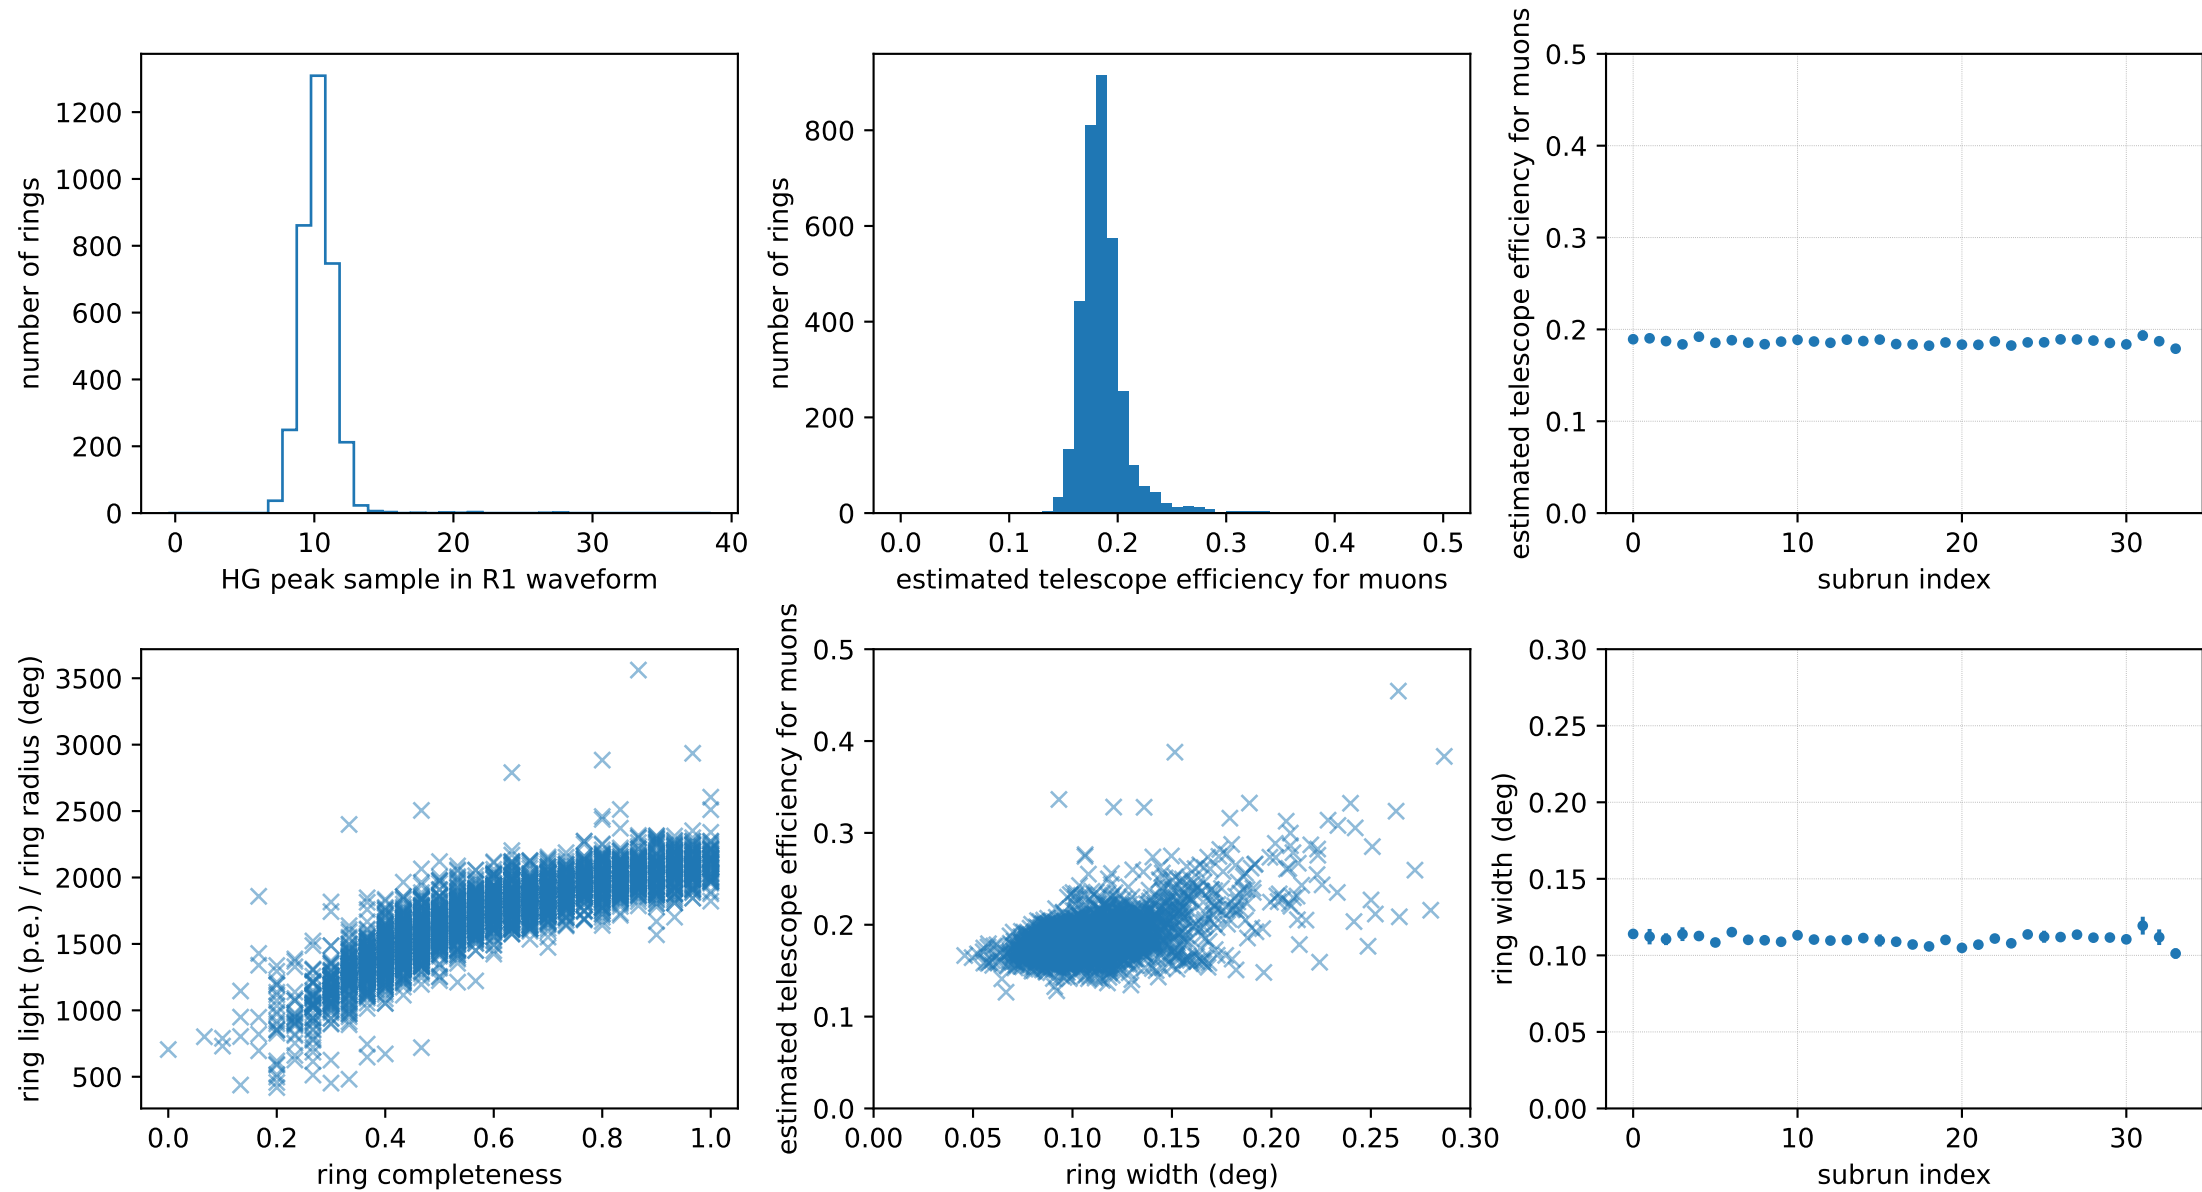 number of rings
1200
1000
800
600
400
200
0
0 10 20 30 40
HG peak sample in R1 waveform
number of rings
800
600
400
200
0
0.0 0.1 0.2 0.3 0.4 0.5
estimated telescope efficiency for muons
estimated telescope efficiency for muons
0.5
0.4
0.3
0.2
0.1
0.0
0 10 20 30
subrun index
ring light (p.e.) / ring radius (deg)
3500
3000
2500
2000
1500
1000
500
0.0 0.2 0.4 0.6 0.8 1.0
ring completeness
estimated telescope efficiency for muons
0.5
0.4
0.3
0.2
0.1
0.0
0.00 0.05 0.10 0.15 0.20 0.25 0.30
ring width (deg)
ring width (deg)
0.30
0.25
0.20
0.15
0.10
0.05
0.00
0 10 20 30
subrun index